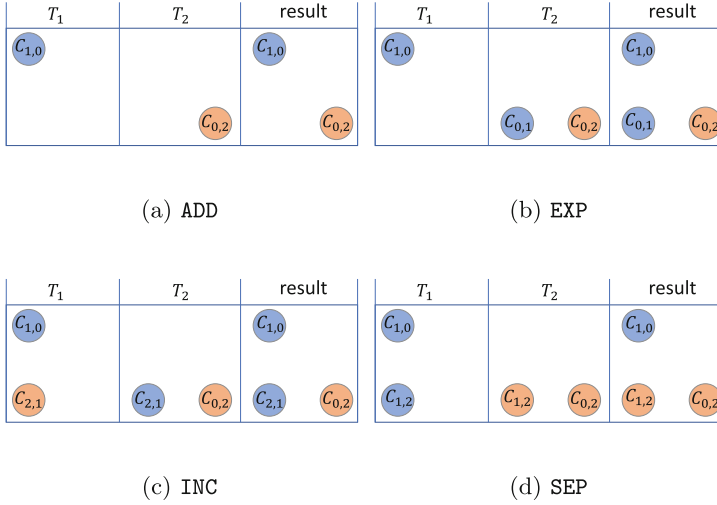 T₁ T₂ result T₁ T₂ result
C₁,₀ C₁,₀ C₁,₀ C₁,₀
C₀,₂ C₀,₂ C₀,₁ C₀,₂ C₀,₁ C₀,₂
(a) ADD (b) EXP
T₁ T₂ result T₁ T₂ result
C₁,₀ C₁,₀ C₁,₀ C₁,₀
C₂,₁ C₂,₁ C₀,₂ C₂,₁ C₀,₂ C₁,₂ C₁,₂ C₀,₂ C₁,₂ C₀,₂
(c) INC (d) SEP